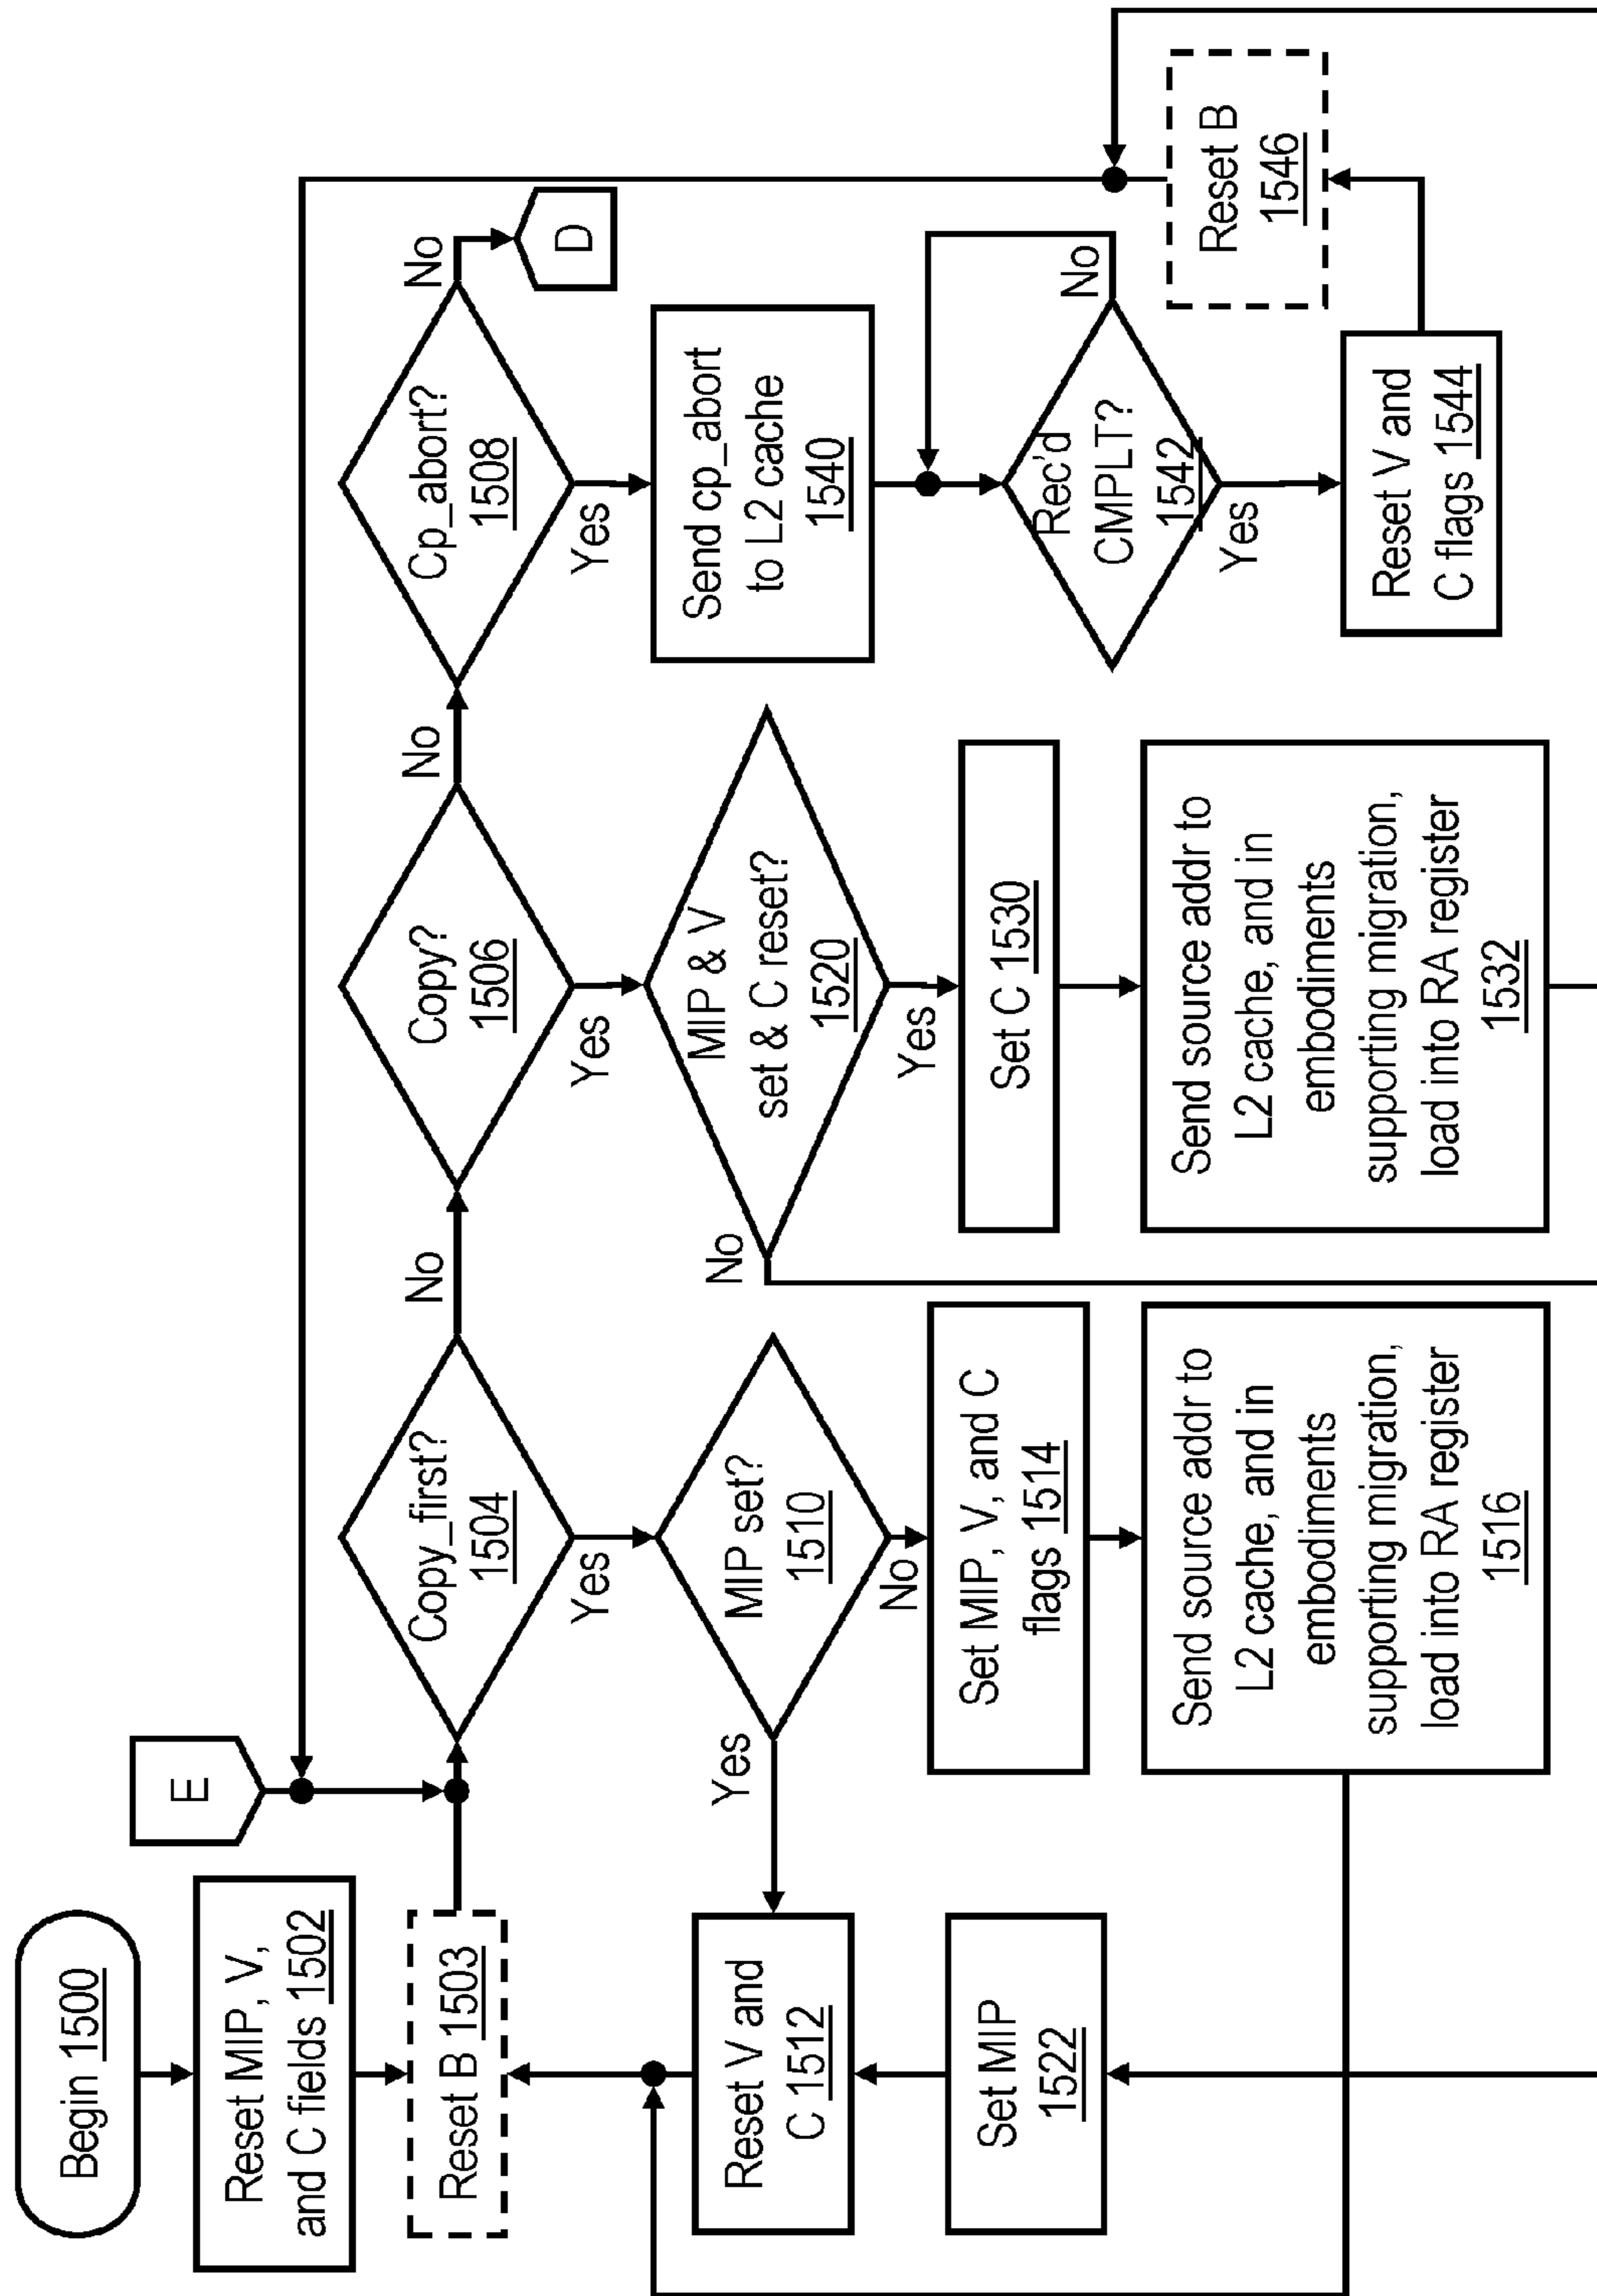 Begin 1500
Reset MIP, V,
and C fields 1502
Reset B 1503
E
Copy_first?
1504
No
Yes
Copy?
1506
No
Yes
Cp_abort?
1508
No
Yes
D
MIP set?
1510
Yes
No
Reset V and
C 1512
Set MIP
1522
Set MIP, V, and C
flags 1514
Send source addr to
L2 cache, and in
embodiments
supporting migration,
load into RA register
1516
MIP & V
set & C reset?
1520
No
Yes
Set C 1530
Send source addr to
L2 cache, and in
embodiments
supporting migration,
load into RA register
1532
Send cp_abort
to L2 cache
1540
Rec'd
CMPLT?
1542
No
Yes
Reset V and
C flags 1544
Reset B
1546